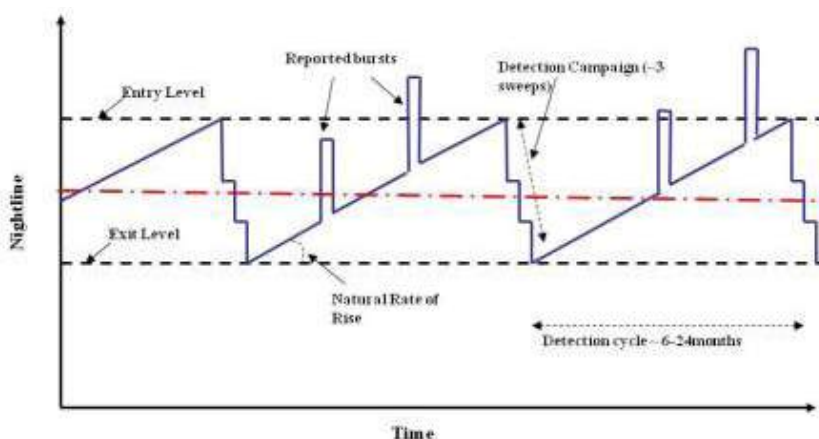 Reported bursts
Detection Campaign (~3
sweeps)
Entry Level
Nightline
Exit Level
Natural Rate of
Rise
Detection cycle ~ 6-24months
Time